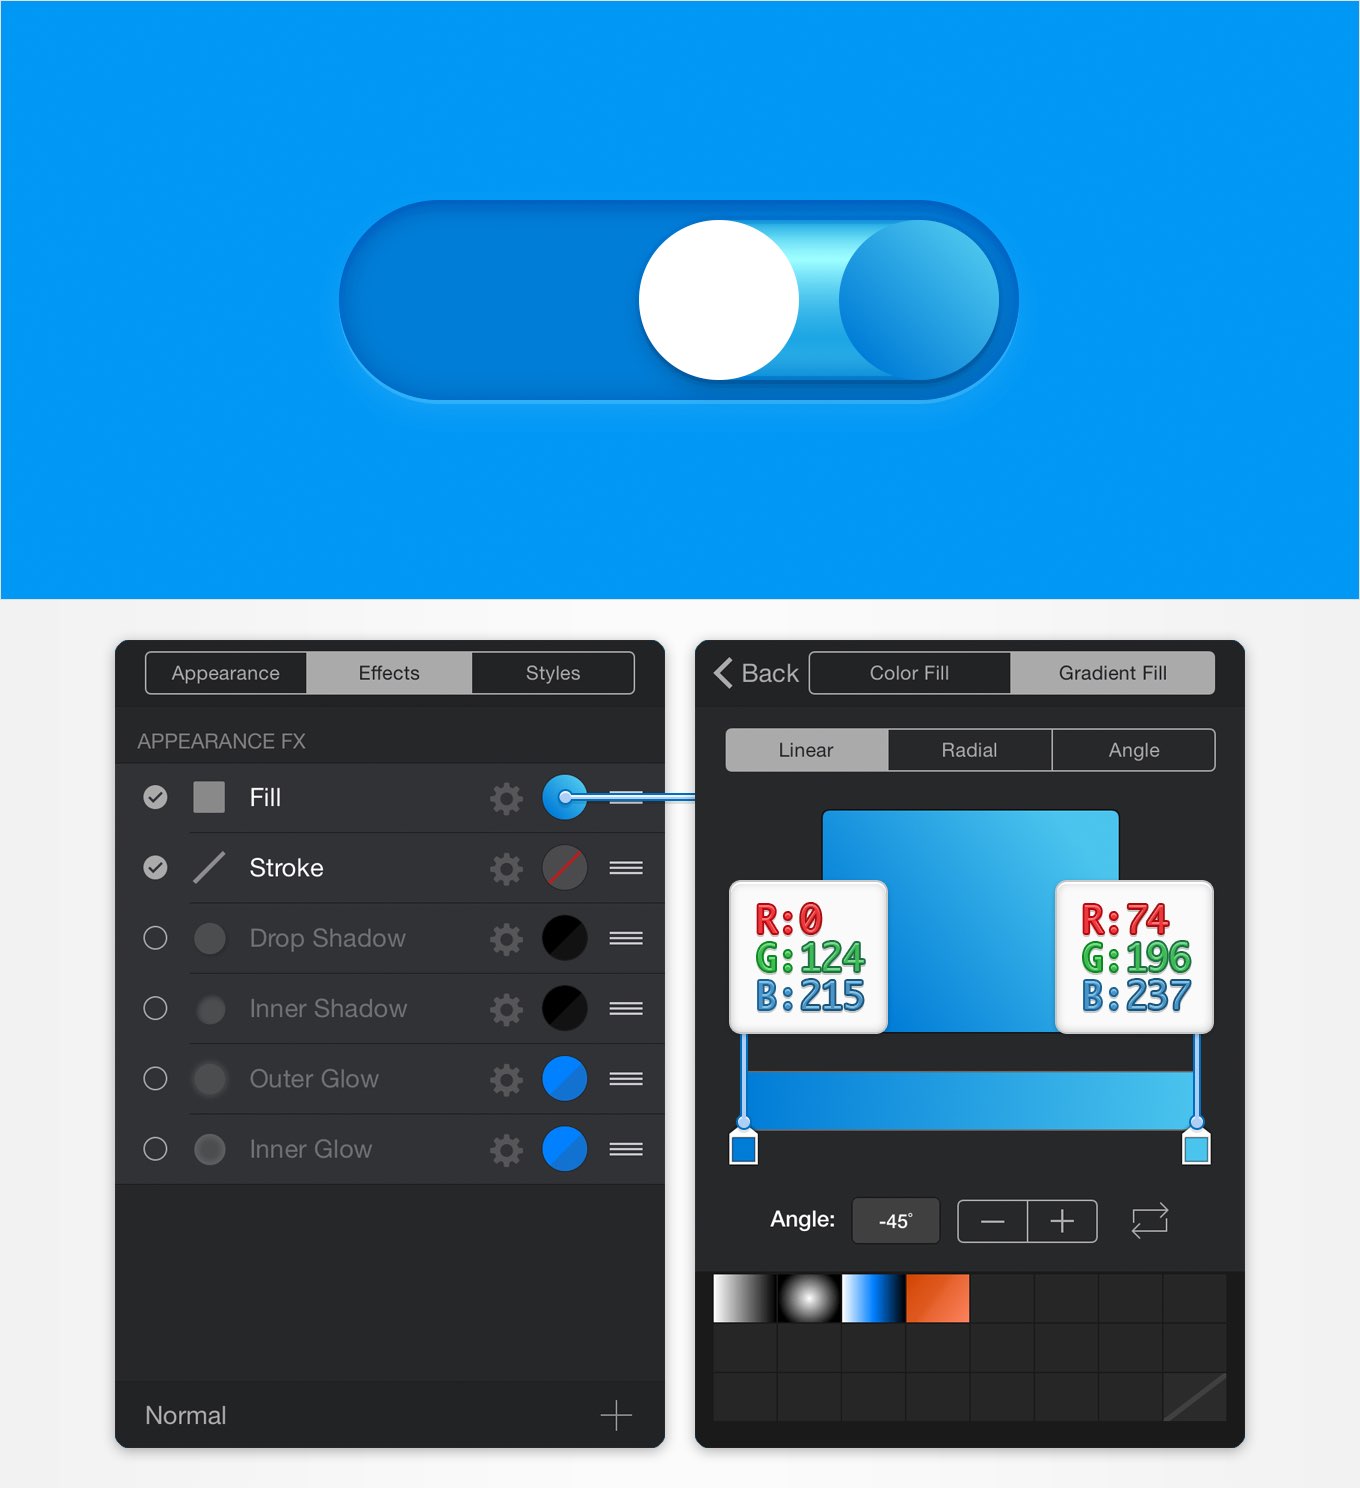 Appearance
Effects
Styles
APPEARANCE FX
Fill
Stroke
Drop Shadow
Inner Shadow
Outer Glow
Inner Glow
Normal
Back
Color Fill
Gradient Fill
Linear
Radial
Angle
R:0
G:124
B:215
R:74
G:196
B:237
Angle:
-45°